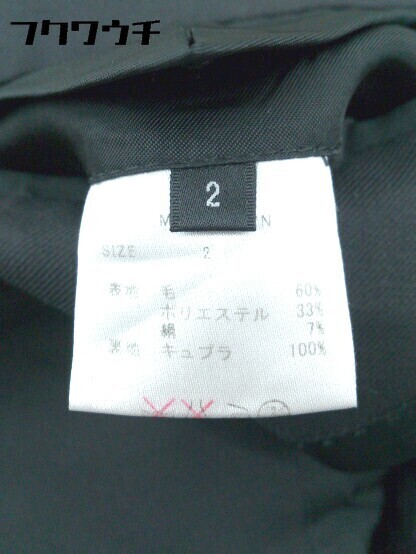 フクワウチ
2
SIZE 2
表地 毛 60%
ポリエステル 33%
絹 7%
裏地 キュプラ 100%